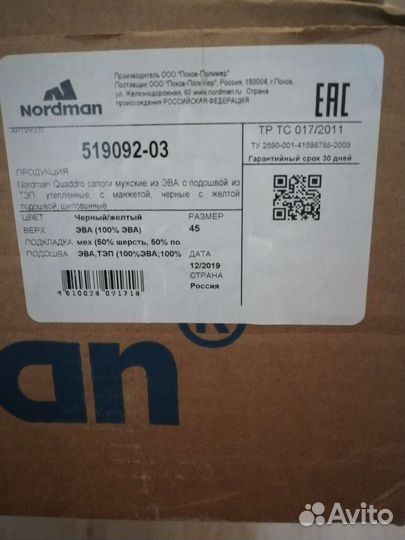 Nordman
Производитель ООО "Псков-Полимер"
Поставщик ООО "Псков-Полимер", Россия, 180004, г.Псков,
ул. Железнодорожная, 60 www.nordman.ru Страна
происхождения РОССИЙСКАЯ ФЕДЕРАЦИЯ
EAC
АРТИКУЛ
519092-03
ТР ТС 017/2011
ТУ 2590-001-41598788-2009
Гарантийный срок 30 дней
ПРОДУКЦИЯ
Nordman Quaddro сапоги мужские из ЭВА с подошвой из
ТЭП утепленные, с манжетой, черные с желтой
подошвой, шипованные
ЦВЕТ Черный/желтый РАЗМЕР
ВЕРХ ЭВА (100% ЭВА) 45
ПОДКЛАДКА мех (50% шерсть, 50% по
ПОДОШВА ЭВА,ТЭП (100%ЭВА;100% ДАТА
12/2019
СТРАНА
Россия
4 610038 091718
an®
Avito